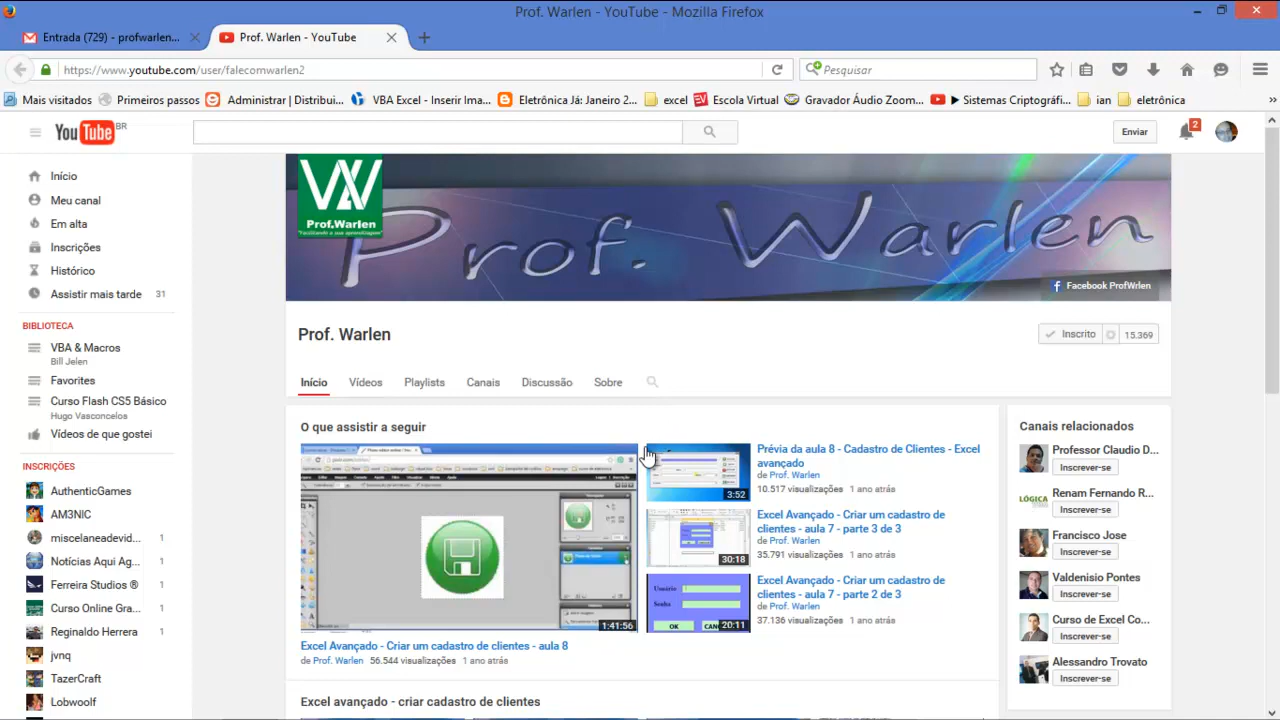 Prof. Warlen - YouTube - Mozilla Firefox
Entrada (729) - profwarlen...
Prof. Warlen - YouTube
https://www.youtube.com/user/falecomwarlen2
Pesquisar
Mais visitados
Primeiros passos
Administrar | Distribui...
VBA Excel - Inserir Ima...
Eletrônica Já: Janeiro 2...
excel
Escola Virtual
Gravador Áudio Zoom...
▶ Sistemas Criptográfi...
ian
eletrônica
YouTube BR
Enviar
2
Início
Meu canal
Em alta
Inscrições
Histórico
Assistir mais tarde 31
BIBLIOTECA
VBA & Macros
Bill Jelen
Favorites
Curso Flash CS5 Básico
Hugo Vasconcelos
Vídeos de que gostei
INSCRIÇÕES
AuthenticGames
AM3NIC
miscelaneadevid... 1
Notícias Aqui Ag... 1
Ferreira Studios ® 1
Curso Online Gra... 1
Reginaldo Herrera 1
jvnq
TazerCraft
Lobwoolf
Prof.Warlen
"Facilitando a sua aprendizagem"
Prof. Warlen
Facebook ProfWrlen
Prof. Warlen
Inscrito 15.369
Início Vídeos Playlists Canais Discussão Sobre
O que assistir a seguir
1:41:56
Excel Avançado - Criar um cadastro de clientes - aula 8
de Prof. Warlen 56.544 visualizações 1 ano atrás
3:52
Prévia da aula 8 - Cadastro de Clientes - Excel
avançado
de Prof. Warlen
10.517 visualizações 1 ano atrás
30:18
Excel Avançado - Criar um cadastro de
clientes - aula 7 - parte 3 de 3
de Prof. Warlen
35.791 visualizações 1 ano atrás
Usuário
Senha
OK
CANC
20:11
Excel Avançado - Criar um cadastro de
clientes - aula 7 - parte 2 de 3
de Prof. Warlen
37.136 visualizações 1 ano atrás
Excel avançado - criar cadastro de clientes
Canais relacionados
Professor Claudio D...
Inscrever-se
LÓGICA
Renam Fernando R...
Inscrever-se
Francisco Jose
Inscrever-se
Valdenisio Pontes
Inscrever-se
Curso de Excel Co...
Inscrever-se
Alessandro Trovato
Inscrever-se